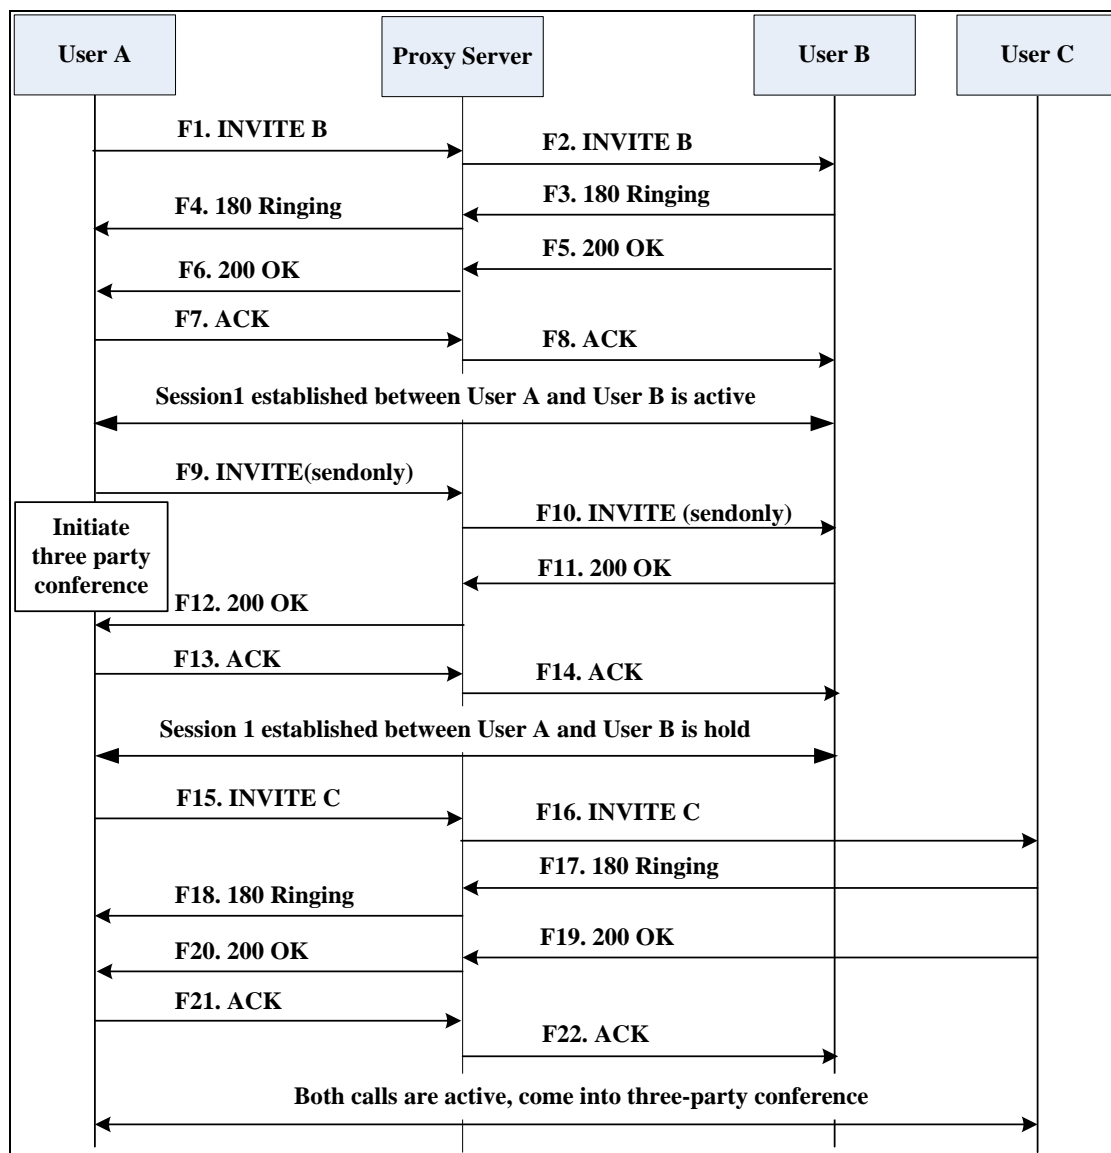 User A
Proxy Server
User B
User C
F1. INVITE B
F2. INVITE B
F3. 180 Ringing
F4. 180 Ringing
F5. 200 OK
F6. 200 OK
F7. ACK
F8. ACK
Session1 established between User A and User B is active
F9. INVITE(sendonly)
Initiate
three party
conference
F10. INVITE (sendonly)
F11. 200 OK
F12. 200 OK
F13. ACK
F14. ACK
Session 1 established between User A and User B is hold
F15. INVITE C
F16. INVITE C
F17. 180 Ringing
F18. 180 Ringing
F19. 200 OK
F20. 200 OK
F21. ACK
F22. ACK
Both calls are active, come into three-party conference